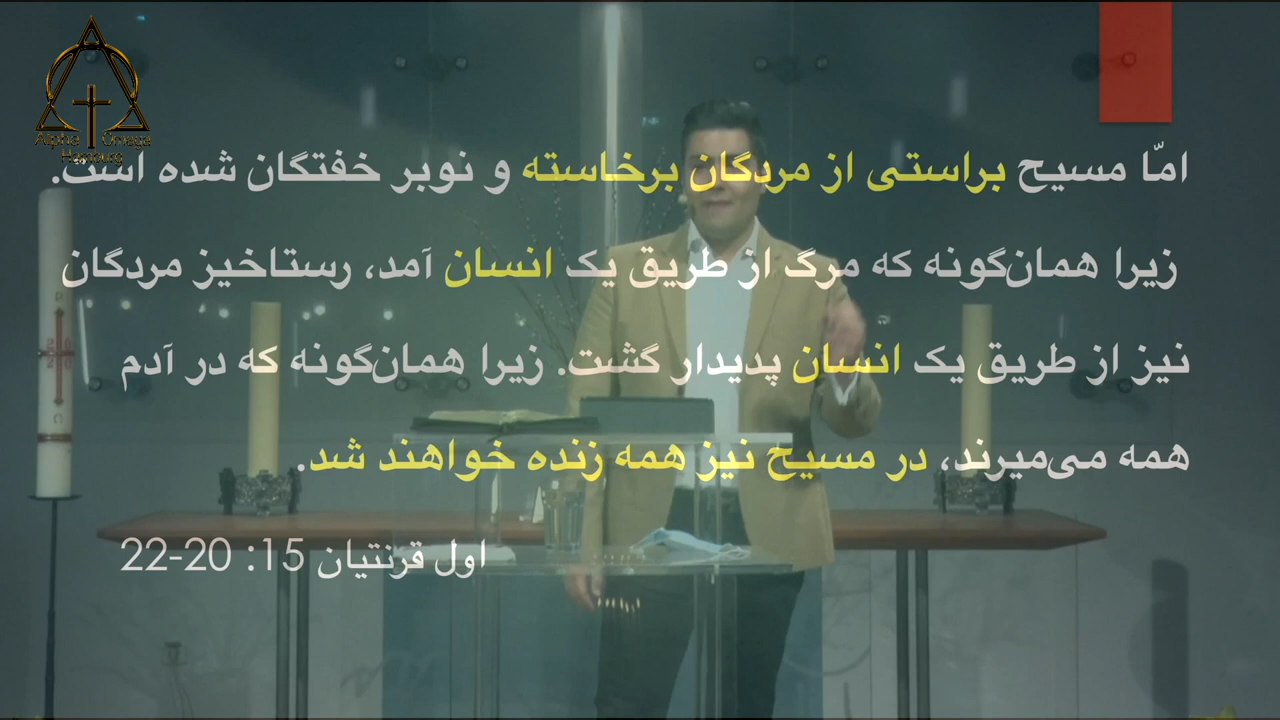 Alpha Omega
Hamburg
امّا مسیح براستی از مردگان برخاسته و نوبر خفتگان شده است.
زیرا همان‌گونه که مرگ از طریق یک انسان آمد، رستاخیز مردگان
نیز از طریق یک انسان پدیدار گشت. زیرا همان‌گونه که در آدم
همه می‌میرند، در مسیح نیز همه زنده خواهند شد.
اول قرنتیان 15: 20-22